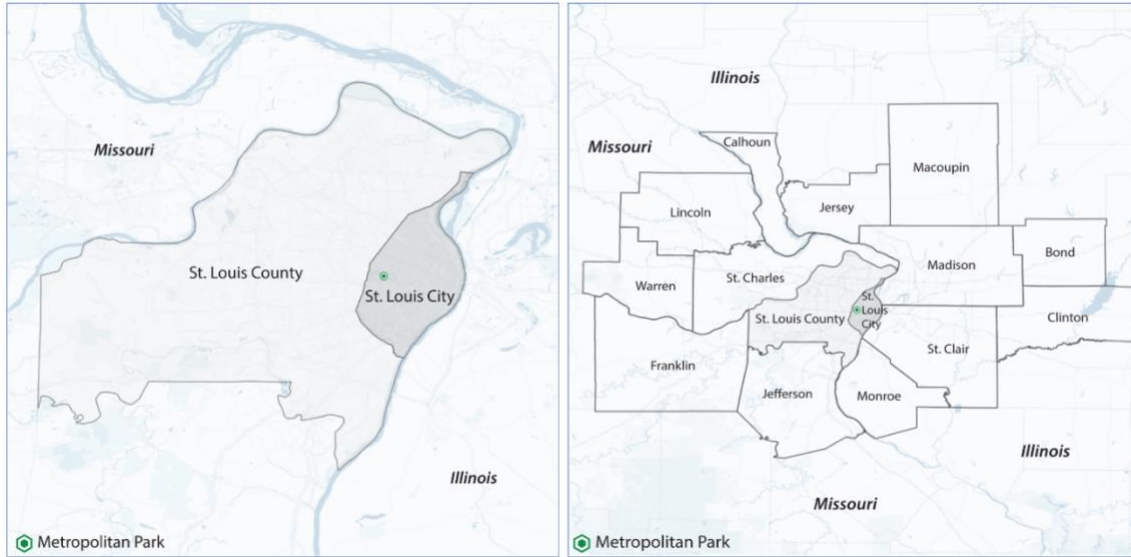 Missouri
St. Louis County
St. Louis City
Illinois
Metropolitan Park
Illinois
Missouri
Calhoun
Macoupin
Lincoln
Jersey
Bond
Madison
St. Charles
Warren
St.
Louis
City
St. Louis County
Clinton
St. Clair
Franklin
Jefferson
Monroe
Illinois
Missouri
Metropolitan Park